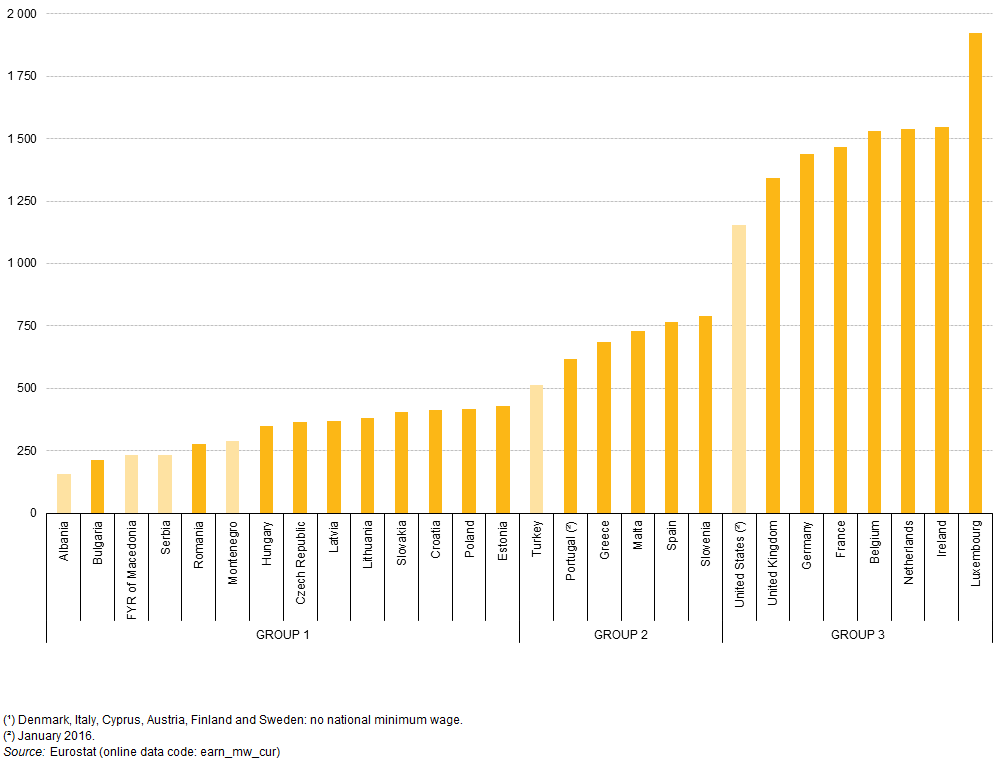 2 000
1 750
1 500
1 250
1 000
750
500
250
0
Albania
Bulgaria
FYR of Macedonia
Serbia
Romania
Montenegro
Hungary
Czech Republic
Latvia
Lithuania
Slovakia
Croatia
Poland
Estonia
Turkey
Portugal (²)
Greece
Malta
Spain
Slovenia
United States (²)
United Kingdom
Germany
France
Belgium
Netherlands
Ireland
Luxembourg
GROUP 1
GROUP 2
GROUP 3
(¹) Denmark, Italy, Cyprus, Austria, Finland and Sweden: no national minimum wage.
(²) January 2016.
Source: Eurostat (online data code: earn_mw_cur)